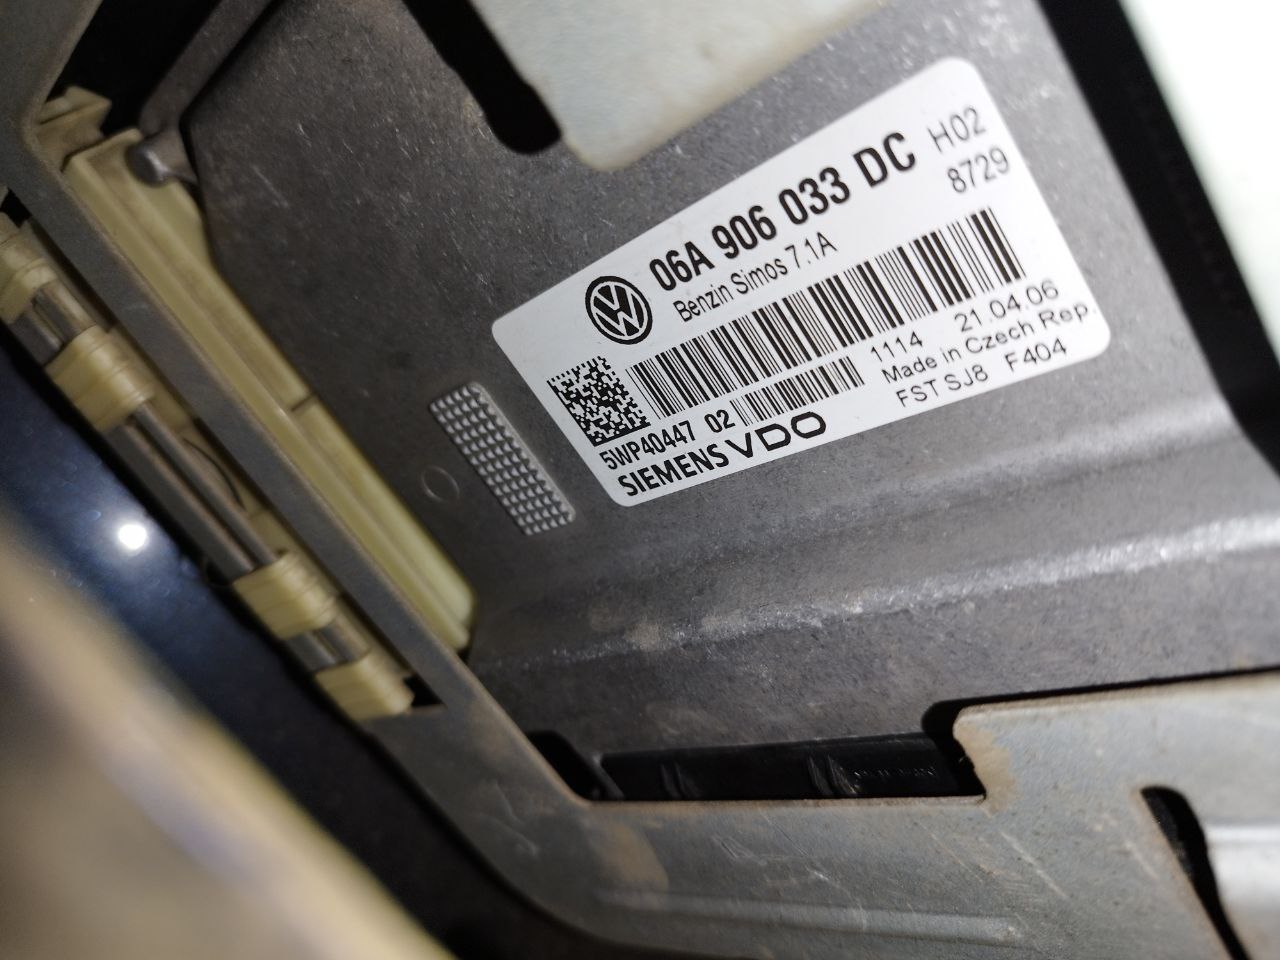 06A 906 033 DC H02
Benzin Simos 7.1A 8729
1114 21.04.06
5WP40447 02 Made in Czech Rep.
SIEMENS VDO FST SJ8 F404